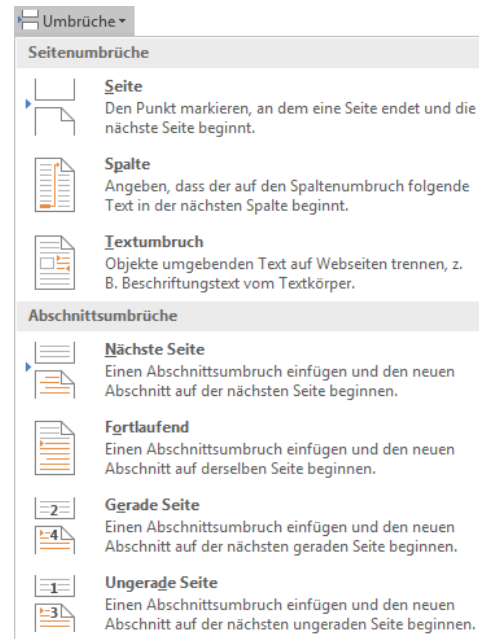 Umbrüche
Seitenumbrüche
Seite
Den Punkt markieren, an dem eine Seite endet und die
nächste Seite beginnt.
Spalte
Angeben, dass der auf den Spaltenumbruch folgende
Text in der nächsten Spalte beginnt.
Textumbruch
Objekte umgebenden Text auf Webseiten trennen, z.
B. Beschriftungstext vom Textkörper.
Abschnittsumbrüche
Nächste Seite
Einen Abschnittsumbruch einfügen und den neuen
Abschnitt auf der nächsten Seite beginnen.
Fortlaufend
Einen Abschnittsumbruch einfügen und den neuen
Abschnitt auf derselben Seite beginnen.
2
4
Gerade Seite
Einen Abschnittsumbruch einfügen und den neuen
Abschnitt auf der nächsten geraden Seite beginnen.
1
3
Ungerade Seite
Einen Abschnittsumbruch einfügen und den neuen
Abschnitt auf der nächsten ungeraden Seite beginnen.